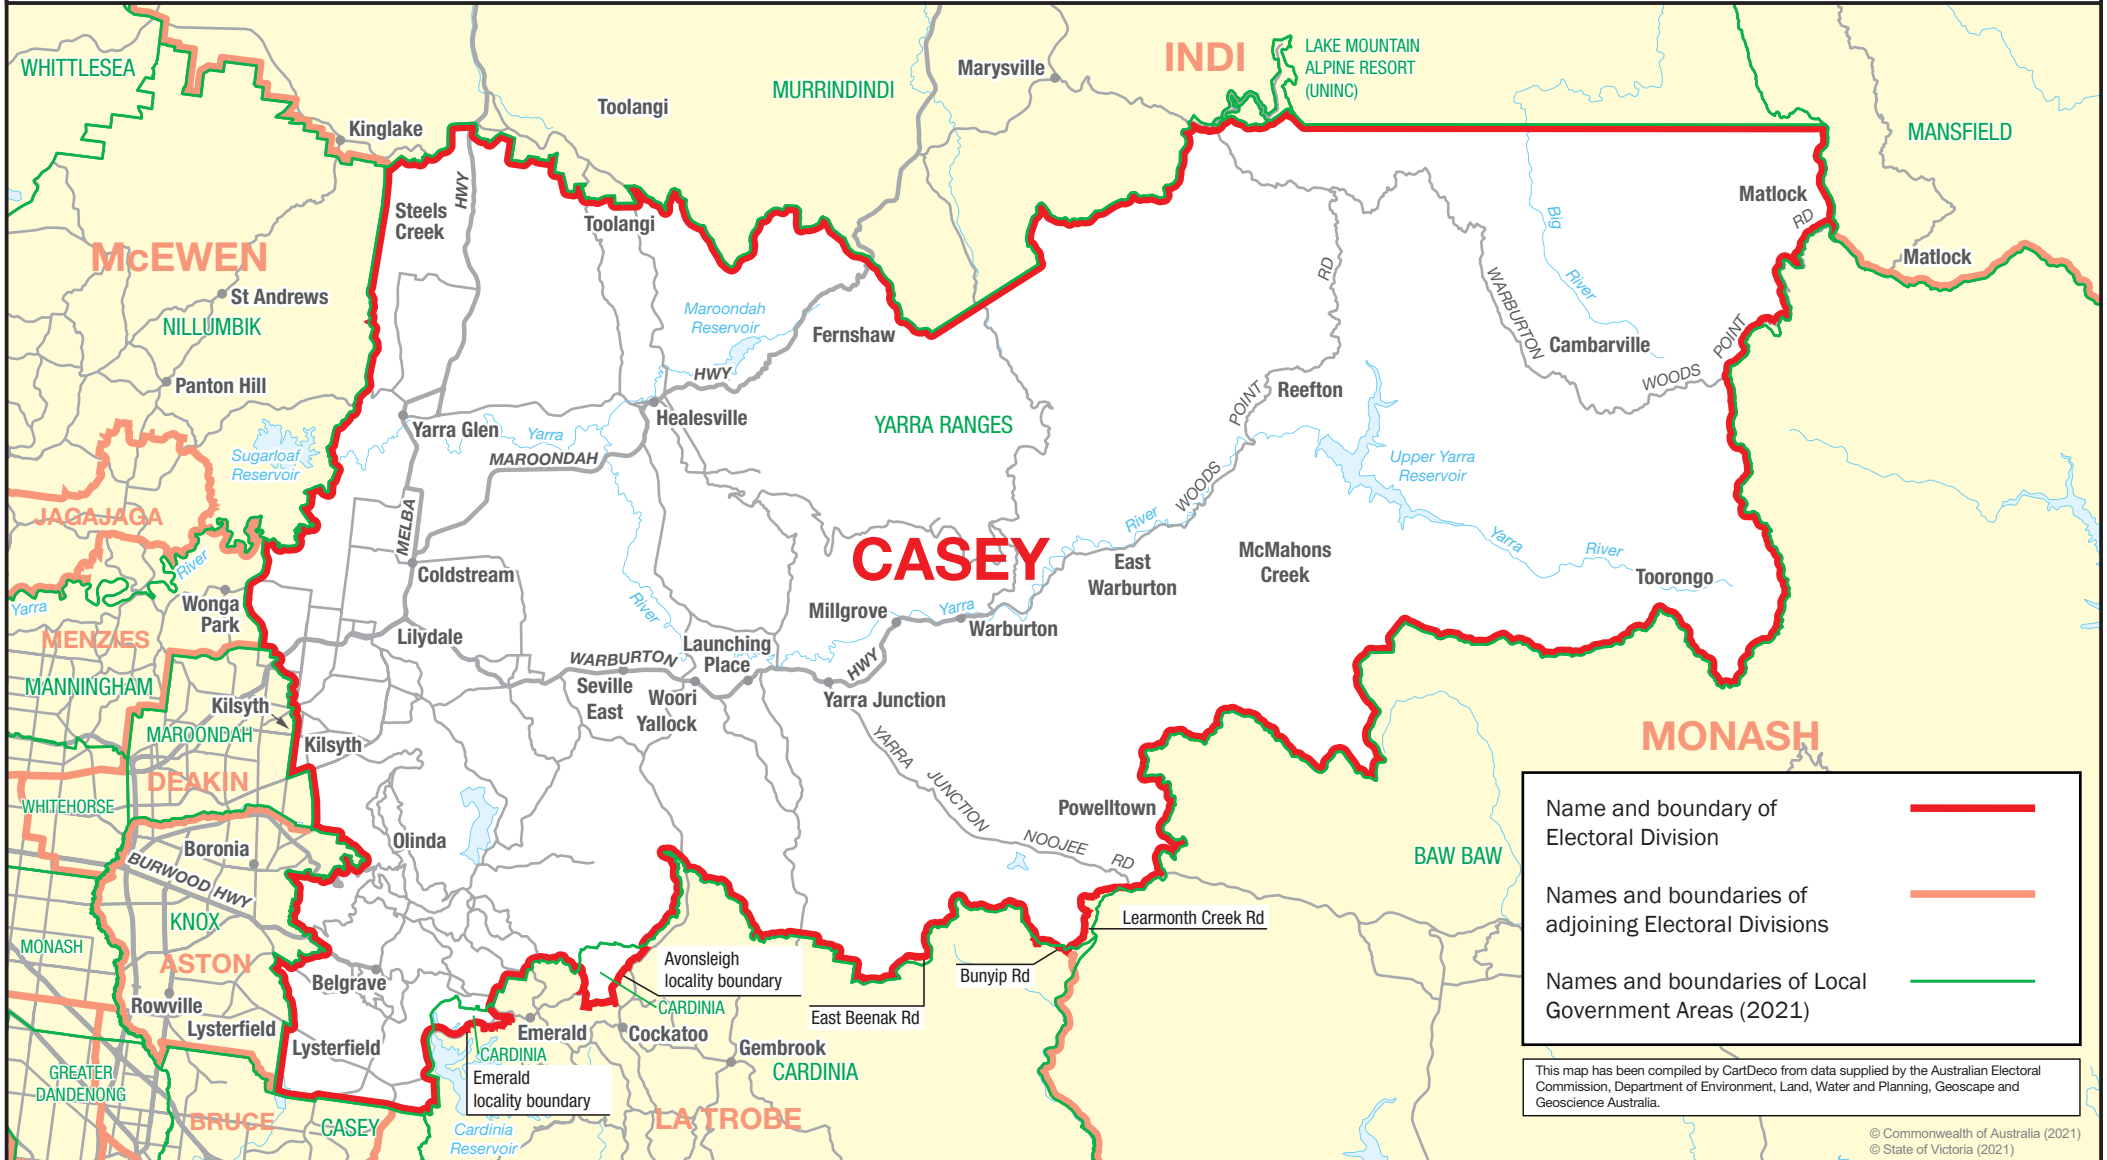 WHITTLESEA
Kinglake
Toolangi
MURRINDINDI
Marysville
INDI
LAKE MOUNTAIN
ALPINE RESORT
(UNINC)
MANSFIELD
Matlock
RD
Matlock
Steels
Creek
HWY
Toolangi
McEWEN
St Andrews
NILLUMBIK
Panton Hill
Maroondah
Reservoir
Fernshaw
HWY
Big
River
RD
WARBURTON
Cambarville
WOODS
POINT
Reefton
POINT
WOODS
Yarra Glen
Yarra
Healesville
MAROONDAH
YARRA RANGES
Sugarloaf
Reservoir
Upper Yarra
Reservoir
JAGAJAGA
MELBA
CASEY
River
River
Yarra
River
McMahons
Creek
East
Warburton
Toorongo
Coldstream
River
Yarra
Wonga
Park
MENZIES
MANNINGHAM
Lilydale
River
Millgrove
Yarra
Warburton
Launching
Place
WARBURTON
HWY
Seville
East
Woori
Yallock
Yarra Junction
Kilsyth
Kilsyth
MAROONDAH
DEAKIN
WHITEHORSE
MONASH
YARRA
JUNCTION
NOOJEE
RD
Powelltown
BAW BAW
Olinda
Boronia
BURWOOD HWY
KNOX
MONASH
ASTON
Rowville
Lysterfield
Belgrave
Lysterfield
GREATER
DANDENONG
BRUCE
CASEY
Learmonth Creek Rd
Avonsleigh
locality boundary
Bunyip Rd
CARDINIA
East Beenak Rd
Emerald
Cockatoo
CARDINIA
Gembrook
CARDINIA
Emerald
locality boundary
LA TROBE
Cardinia
Reservoir
Name and boundary of
Electoral Division
Names and boundaries of
adjoining Electoral Divisions
Names and boundaries of Local
Government Areas (2021)
This map has been compiled by CartDeco from data supplied by the Australian Electoral
Commission, Department of Environment, Land, Water and Planning, Geoscape and
Geoscience Australia.
© Commonwealth of Australia (2021)
© State of Victoria (2021)